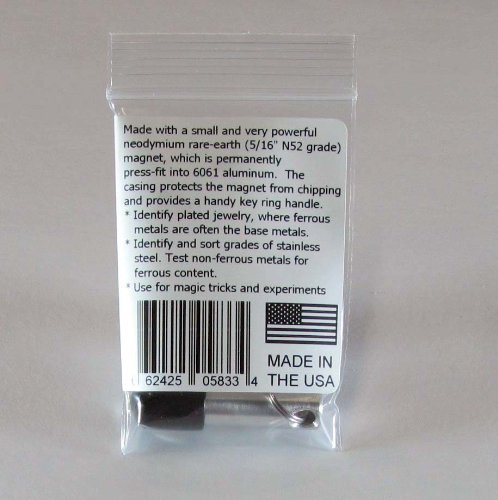 Made with a small and very powerful
neodymium rare-earth (5/16" N52 grade)
magnet, which is permanently
press-fit into 6061 aluminum. The
casing protects the magnet from chipping
and provides a handy key ring handle.
* Identify plated jewelry, where ferrous
metals are often the base metals.
* Identify and sort grades of stainless
steel. Test non-ferrous metals for
ferrous content.
* Use for magic tricks and experiments
MADE IN
THE USA
62425 05833 4